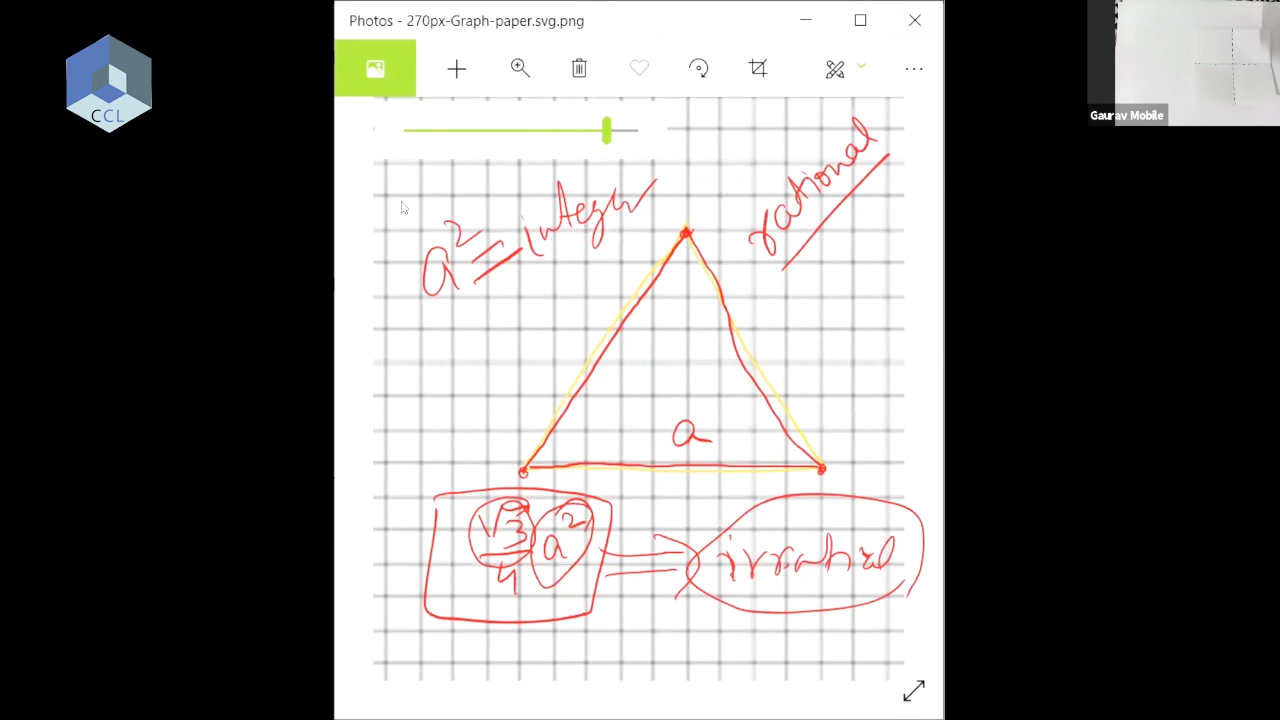 Photos - 270px-Graph-paper.svg.png
CCL
Gaurav Mobile
rational
a² = integer
a
√3/4 a² ⇒ irrational